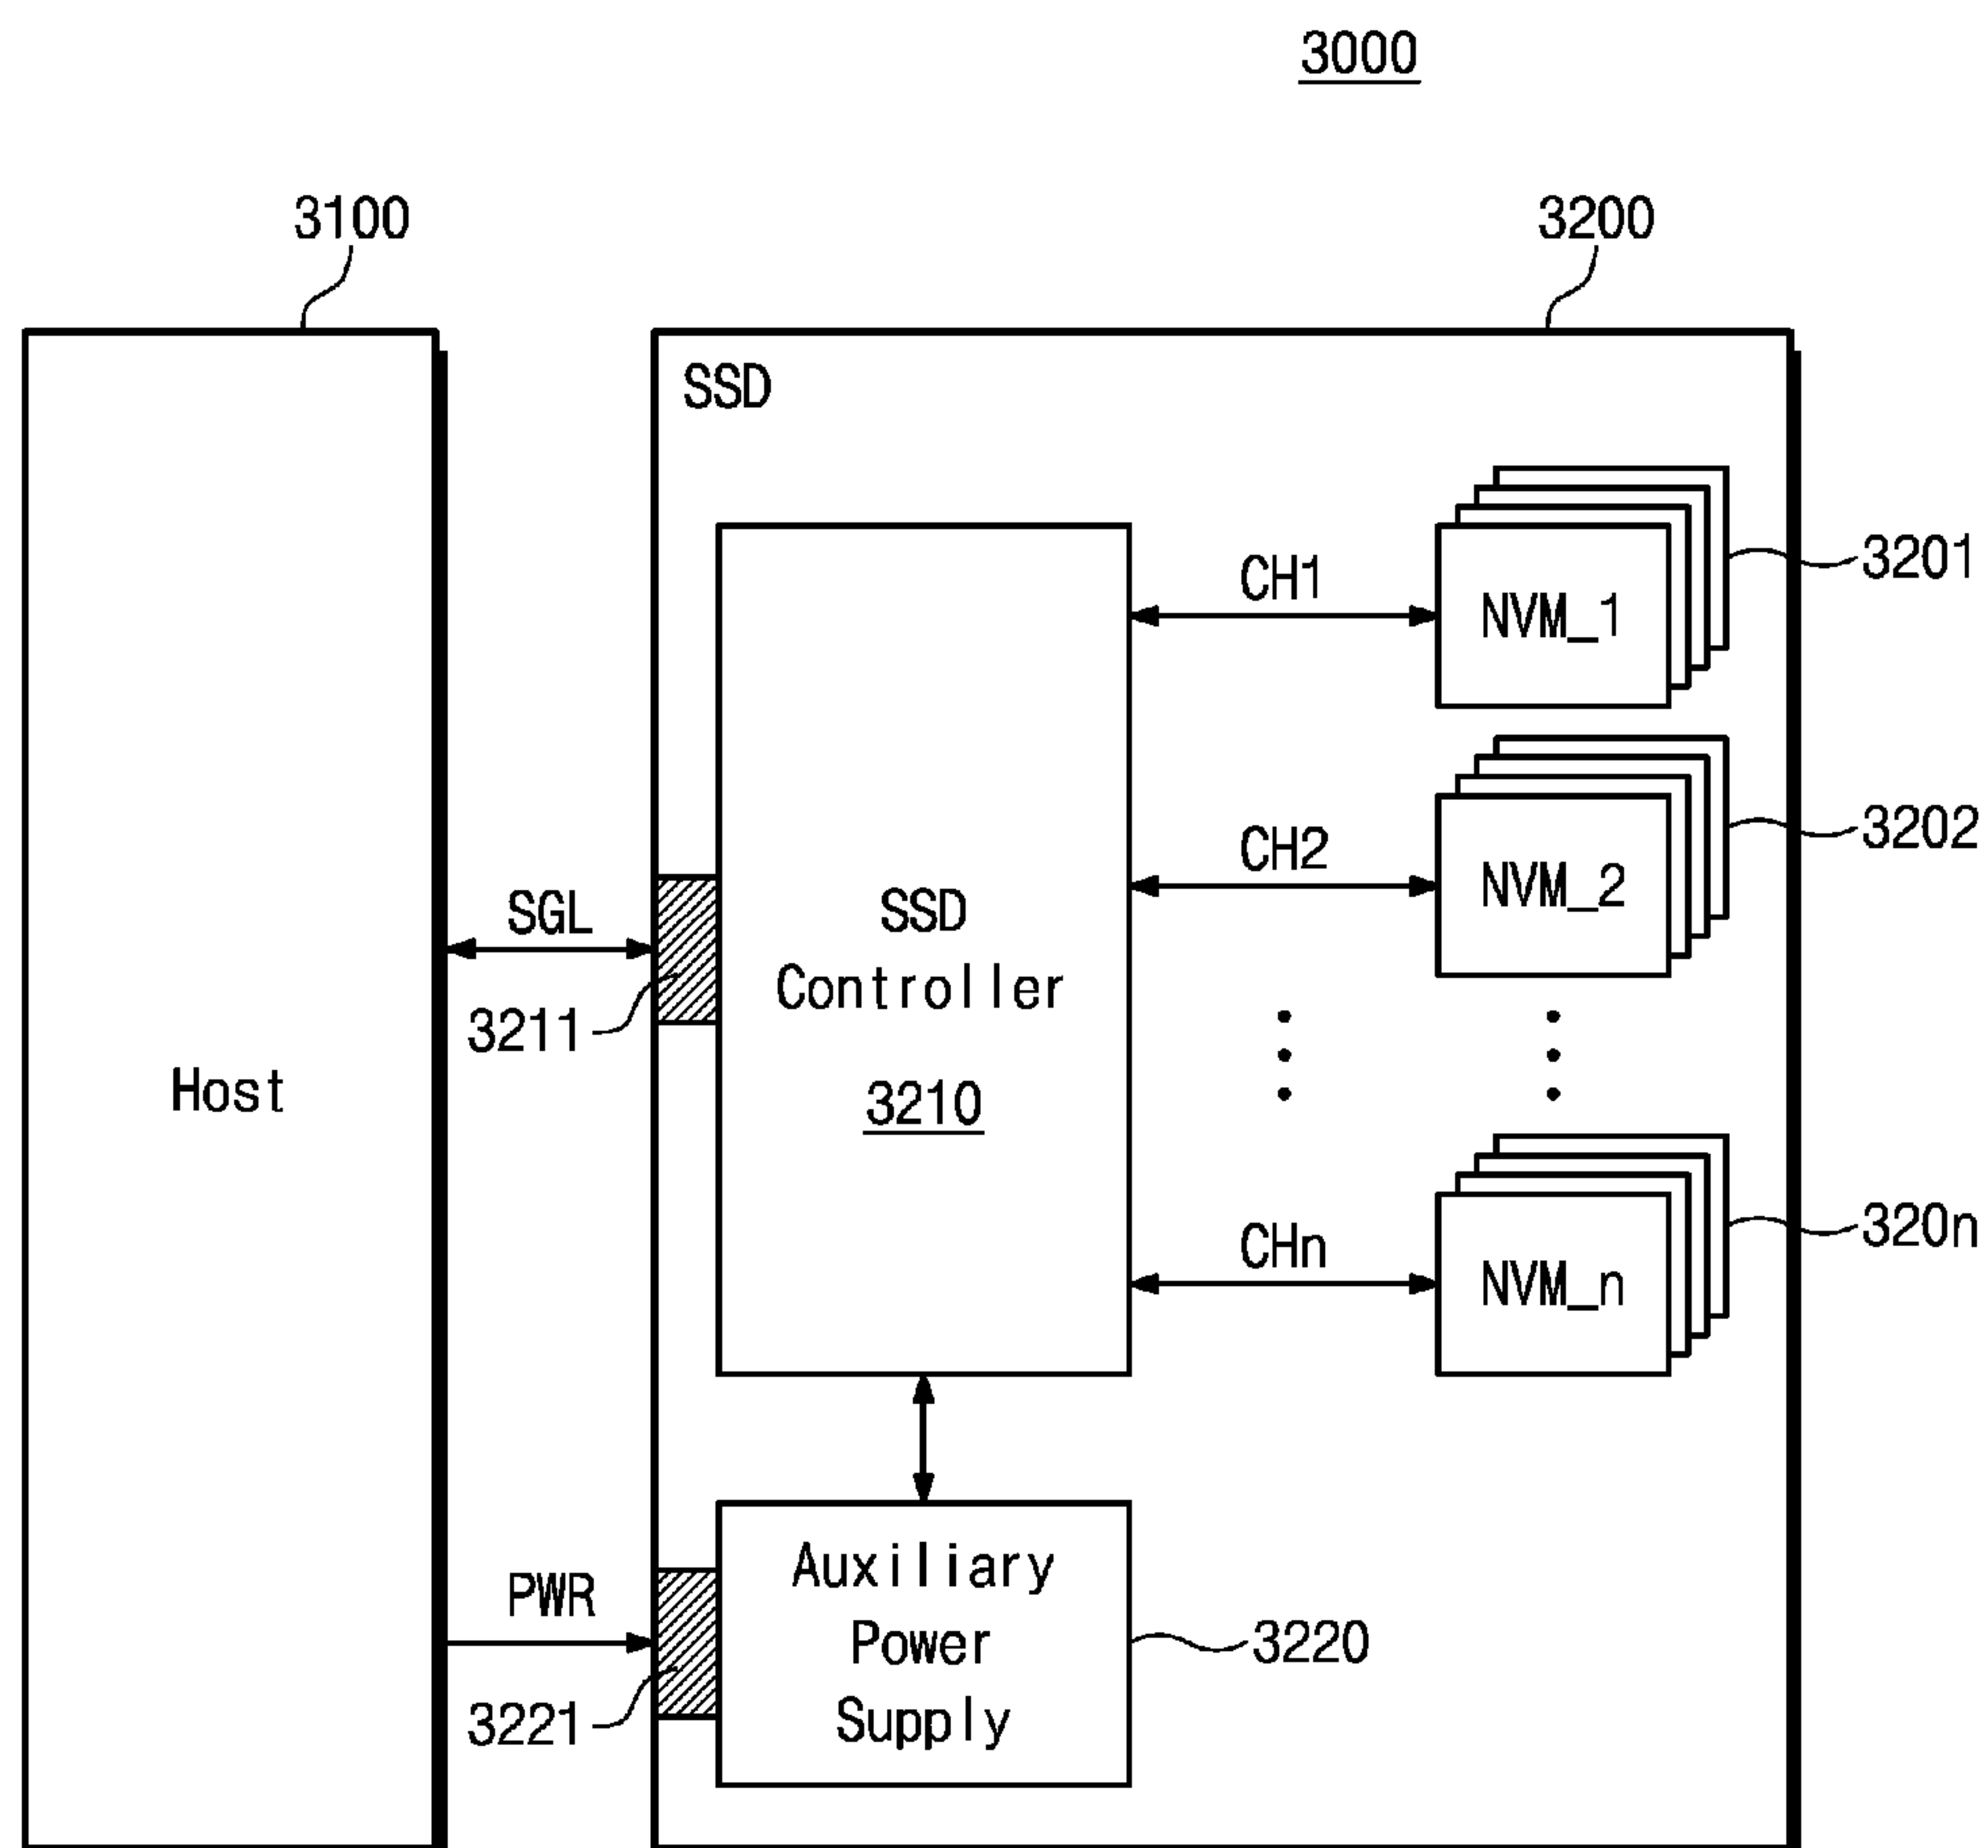 3000
3100
3200
SSD
CH1
NVM_1
3201
CH2
NVM_2
3202
SGL
3211
SSD
Controller
3210
Host
CHn
NVM_n
320n
PWR
3221
Auxiliary
Power
Supply
3220